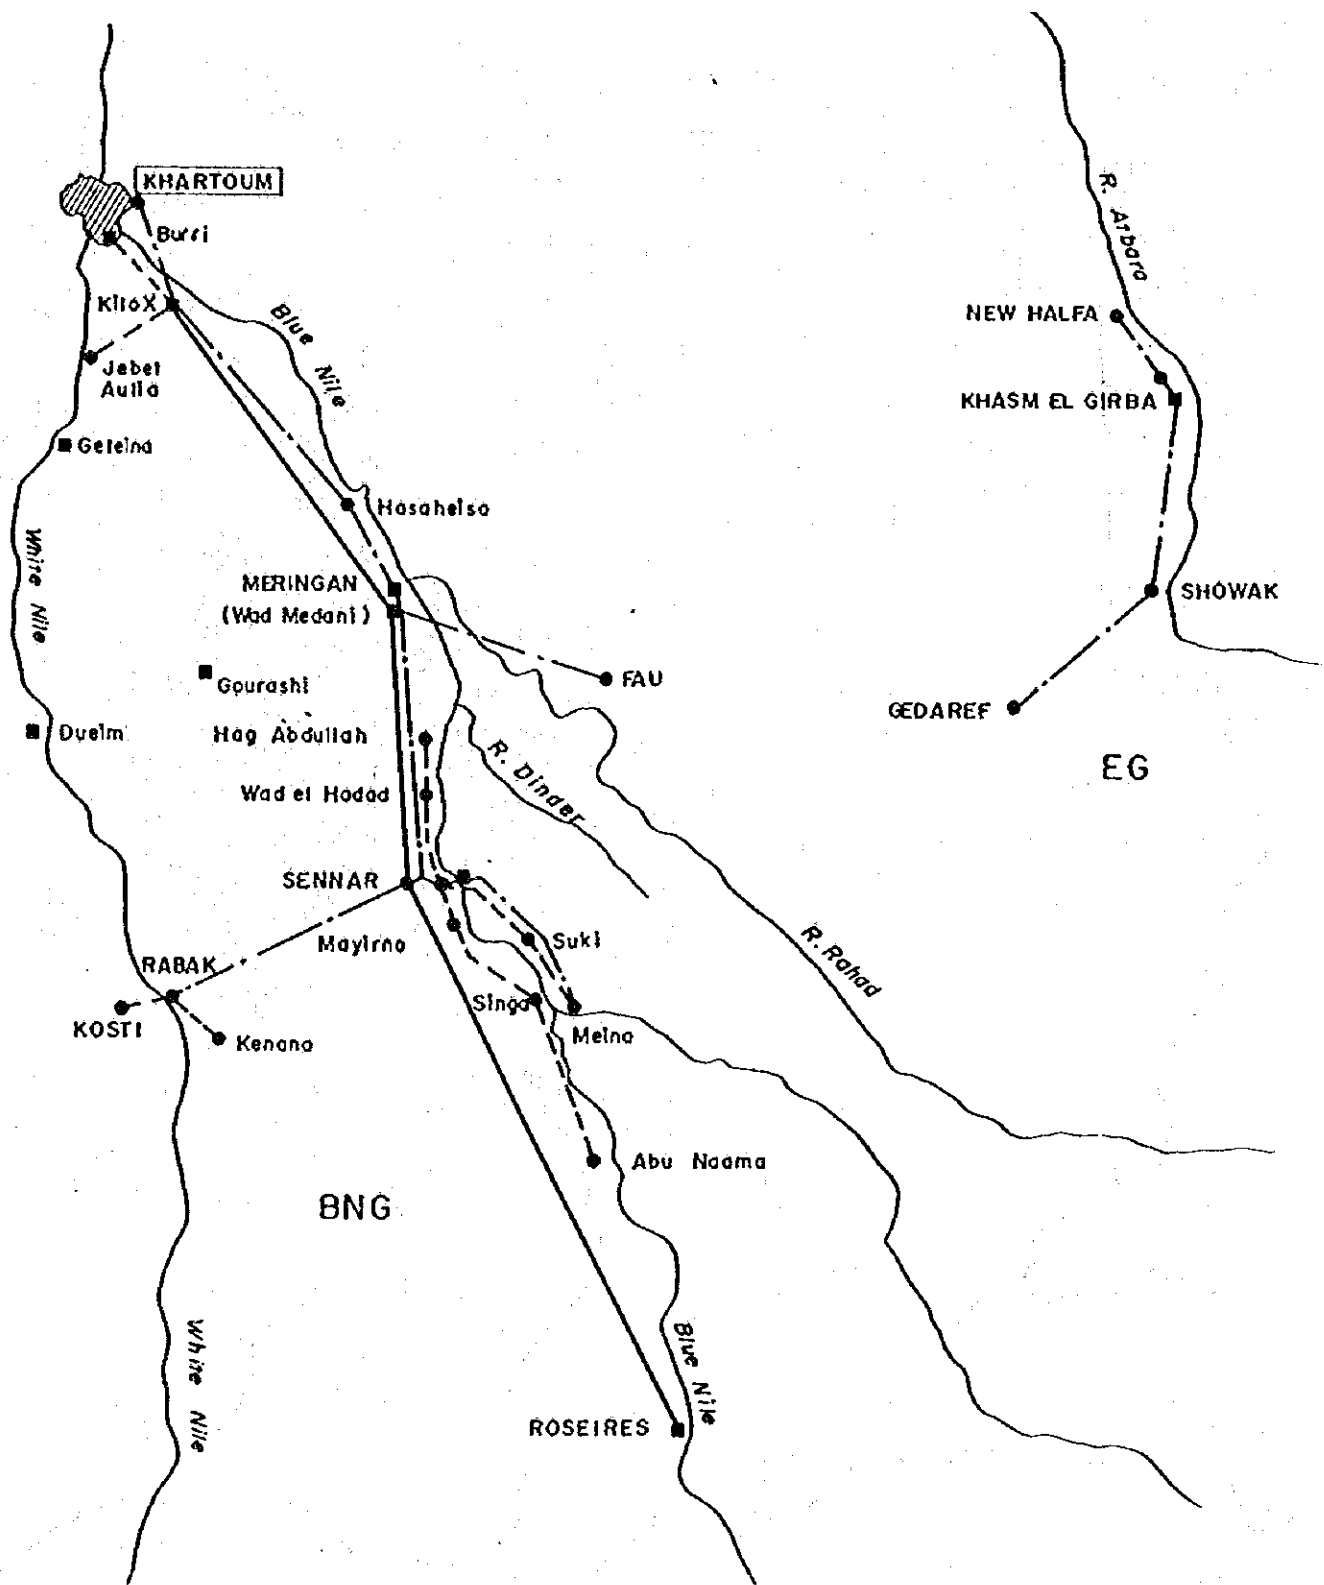 KHARTOUM
Burri
R. Atbara
Kilo X
Blue Nile
NEW HALFA
Jebel
Aulia
KHASM EL GIRBA
Geteina
Hasaheisa
White Nile
MERINGAN
(Wad Medani)
SHOWAK
FAU
Gourashi
GEDAREF
Dueim
Hag Abdullah
R. Dinder
EG
Wad el Hadad
SENNAR
Mayirno
Suki
R. Rahad
RABAK
Singa
KOSTI
Kenana
Meina
Abu Naama
BNG
White Nile
Blue Nile
ROSEIRES